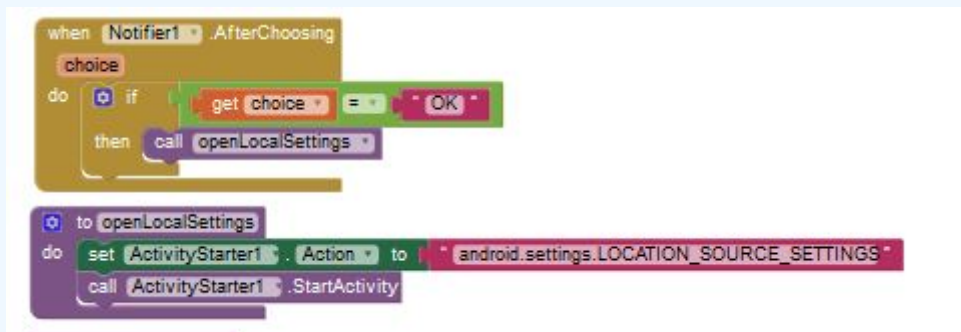 when Notifier1 .AfterChoosing
choice
do if get choice = " OK "
then call openLocalSettings
to openLocalSettings
do set ActivityStarter1 . Action to " android.settings.LOCATION_SOURCE_SETTINGS "
call ActivityStarter1 .StartActivity